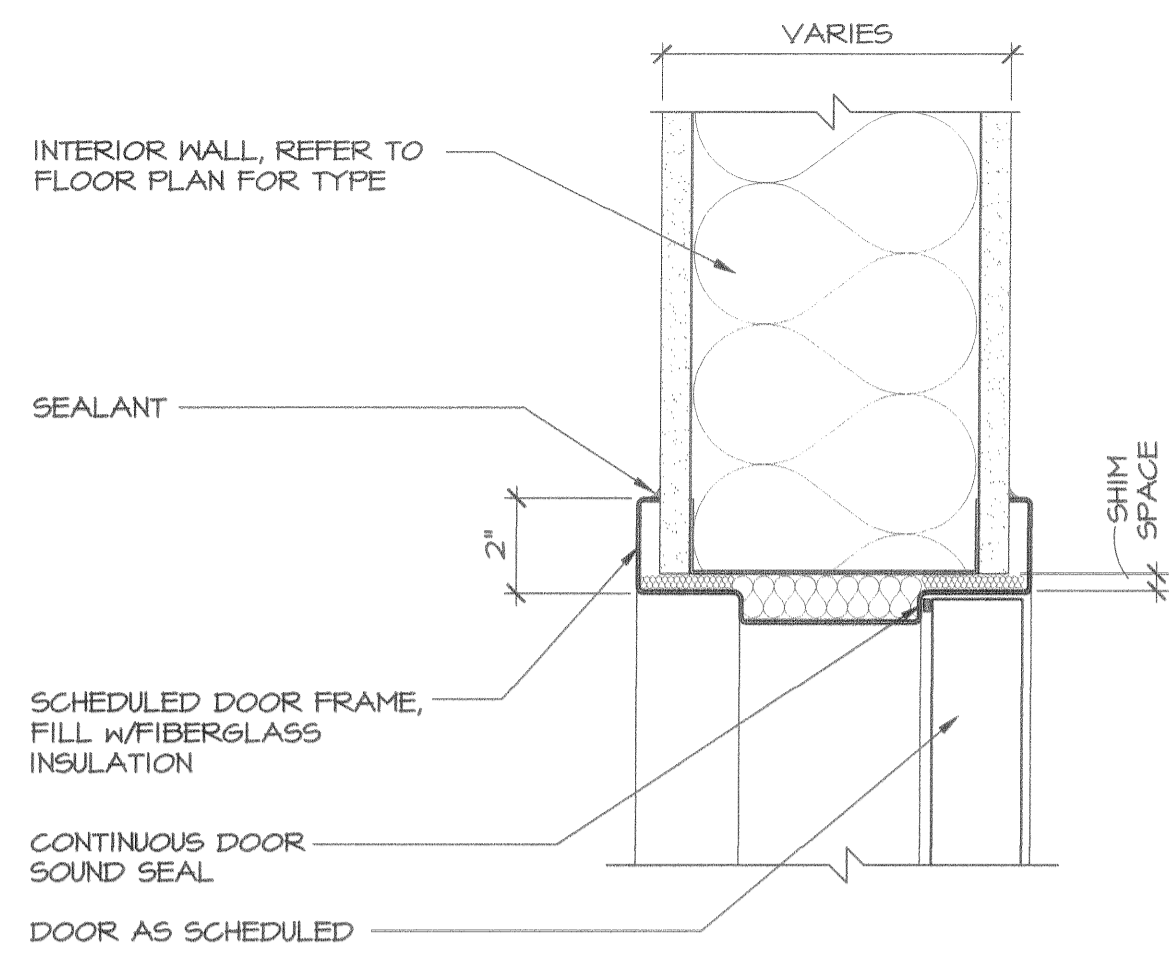 VARIES
INTERIOR WALL, REFER TO
FLOOR PLAN FOR TYPE
SEALANT
2"
SHIM
SPACE
SCHEDULED DOOR FRAME,
FILL w/FIBERGLASS
INSULATION
CONTINUOUS DOOR
SOUND SEAL
DOOR AS SCHEDULED